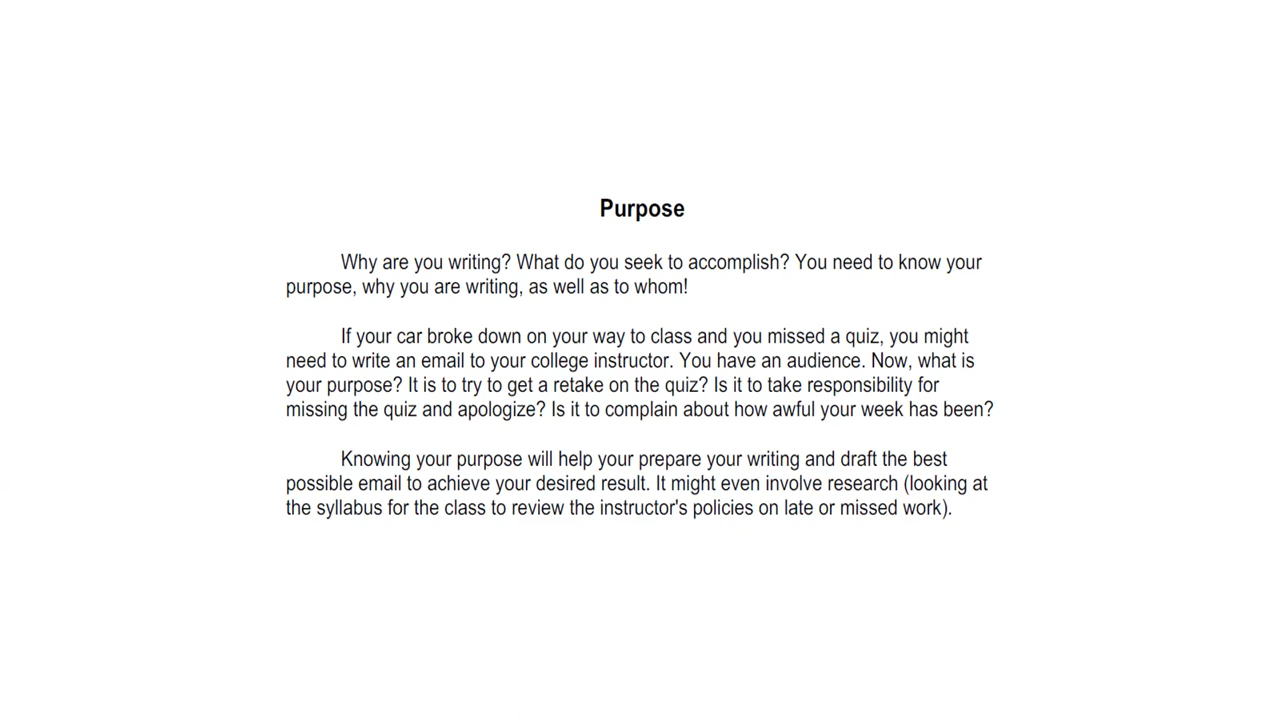 Purpose
Why are you writing? What do you seek to accomplish? You need to know your
purpose, why you are writing, as well as to whom!
If your car broke down on your way to class and you missed a quiz, you might
need to write an email to your college instructor. You have an audience. Now, what is
your purpose? It is to try to get a retake on the quiz? Is it to take responsibility for
missing the quiz and apologize? Is it to complain about how awful your week has been?
Knowing your purpose will help your prepare your writing and draft the best
possible email to achieve your desired result. It might even involve research (looking at
the syllabus for the class to review the instructor's policies on late or missed work).